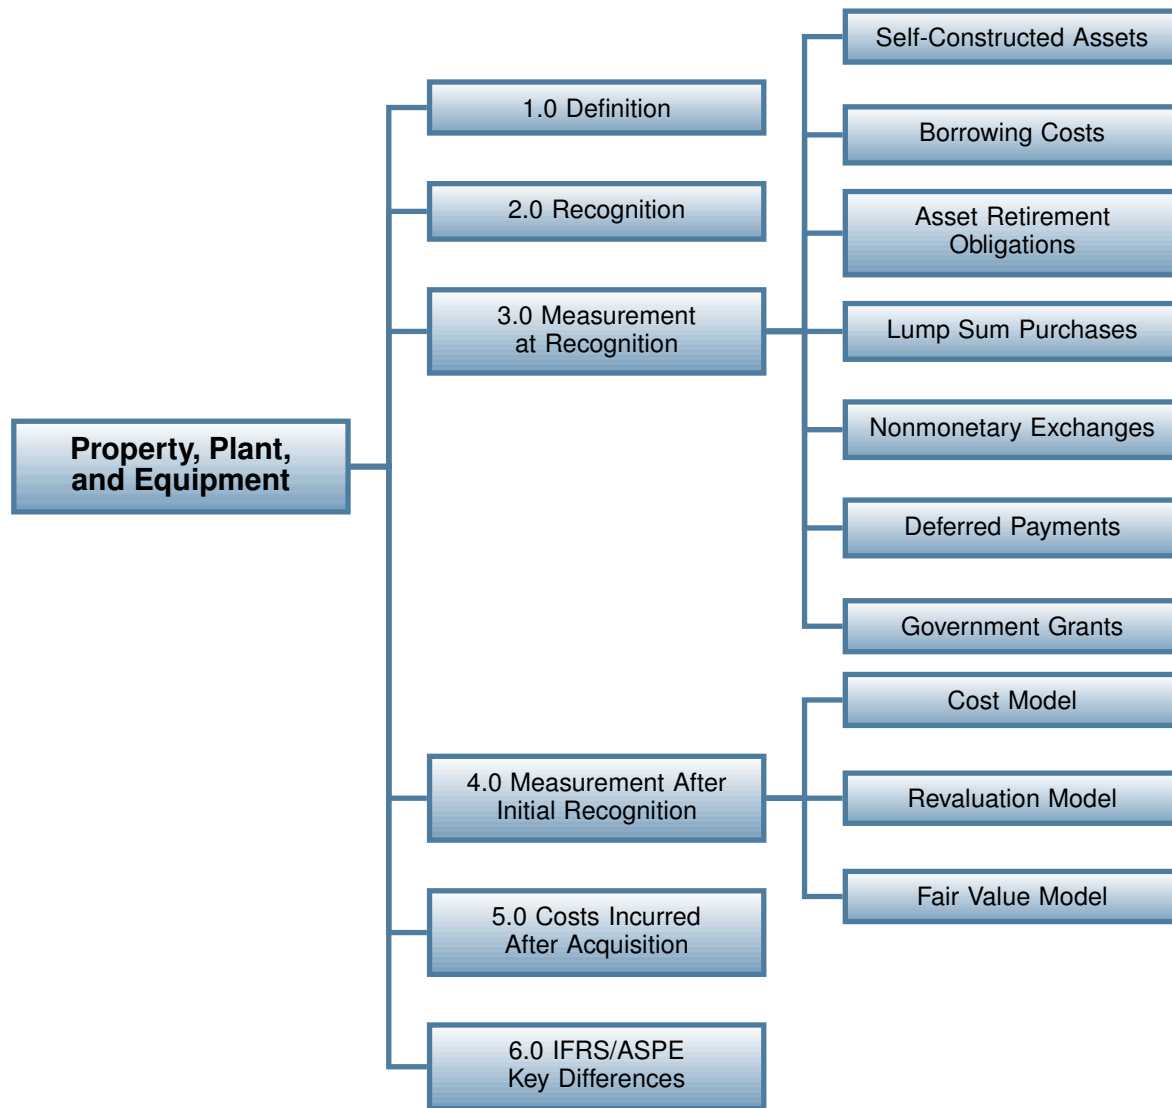 Property, Plant,
and Equipment
1.0 Definition
2.0 Recognition
3.0 Measurement
at Recognition
Self-Constructed Assets
Borrowing Costs
Asset Retirement
Obligations
Lump Sum Purchases
Nonmonetary Exchanges
Deferred Payments
Government Grants
4.0 Measurement After
Initial Recognition
Cost Model
Revaluation Model
Fair Value Model
5.0 Costs Incurred
After Acquisition
6.0 IFRS/ASPE
Key Differences